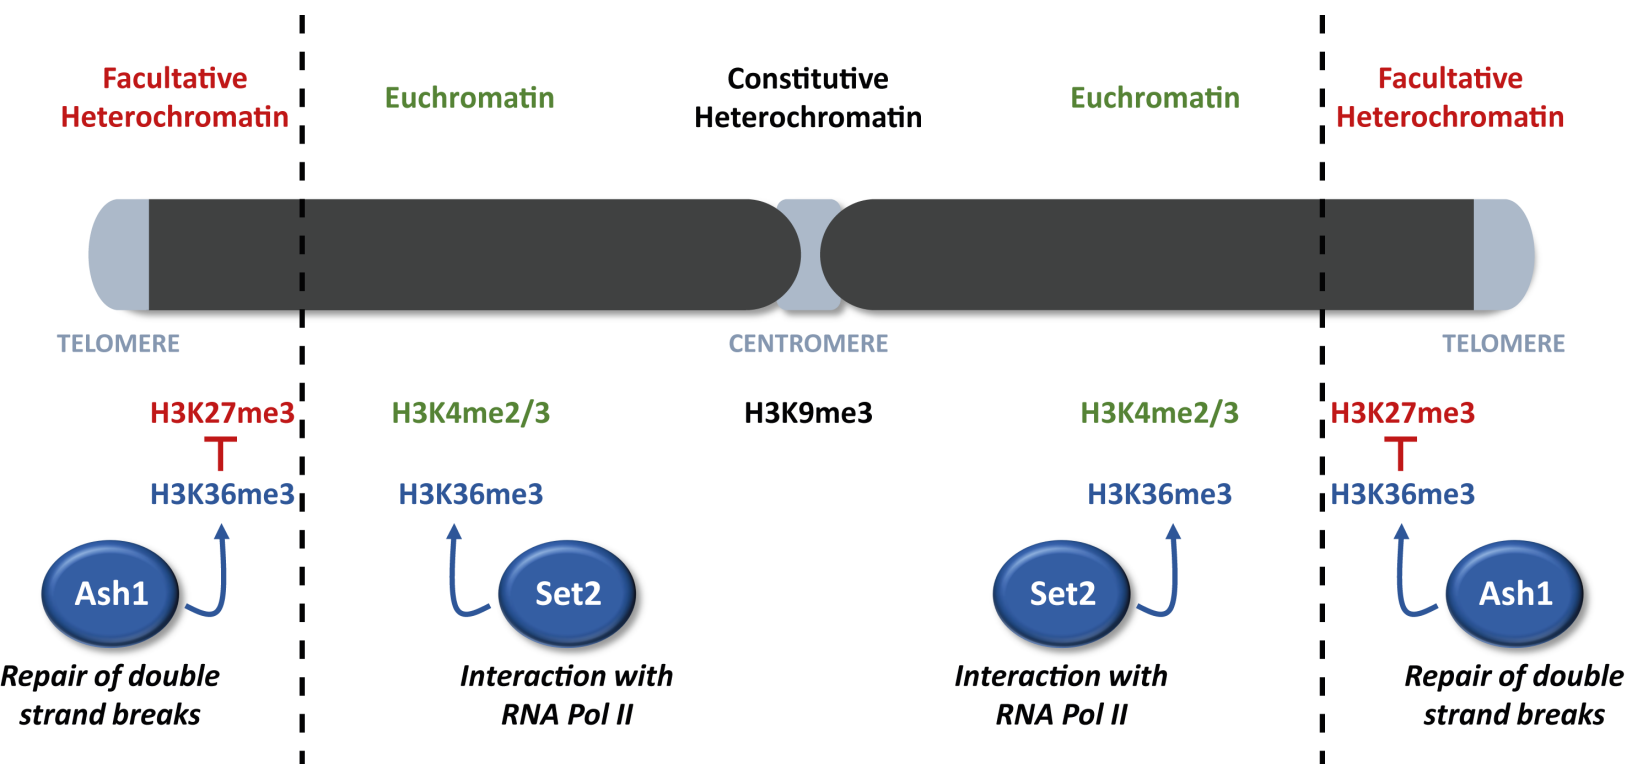 Facultative
Heterochromatin
Euchromatin
Constitutive
Heterochromatin
Euchromatin
Facultative
Heterochromatin
TELOMERE
CENTROMERE
TELOMERE
H3K27me3
H3K4me2/3
H3K9me3
H3K4me2/3
H3K27me3
H3K36me3
H3K36me3
H3K36me3
H3K36me3
Ash1
Set2
Set2
Ash1
Repair of double
strand breaks
Interaction with
RNA Pol II
Interaction with
RNA Pol II
Repair of double
strand breaks